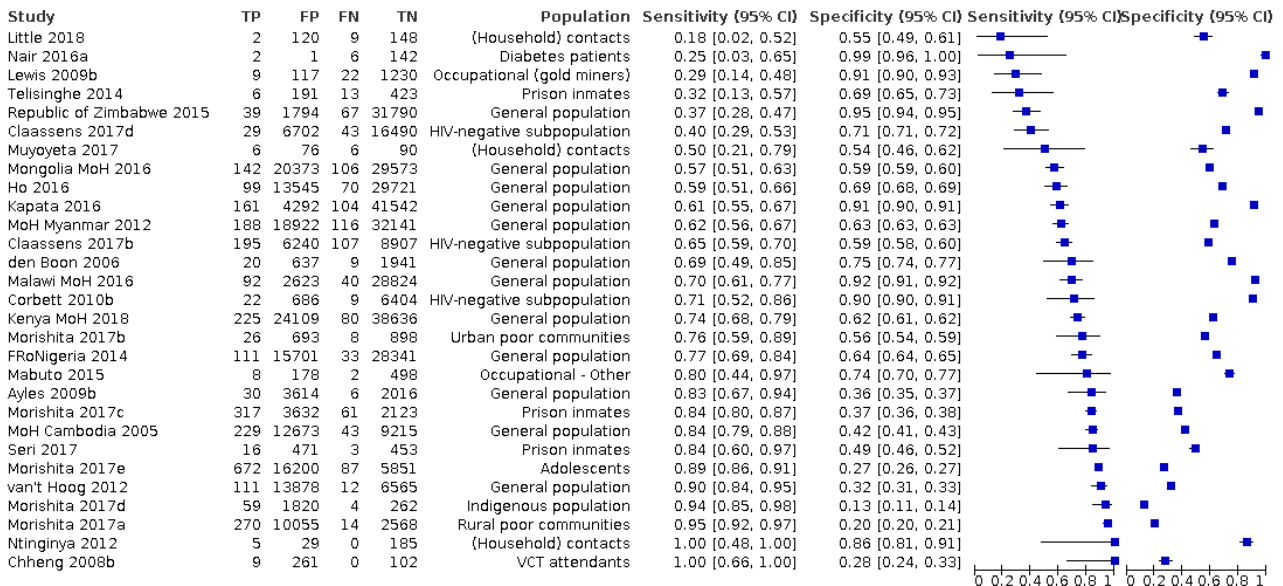 Study TP FP FN TN Population Sensitivity (95% CI) Specificity (95% CI) Sensitivity (95% CI) Specificity (95% CI)
Little 2018 2 120 9 148 (Household) contacts 0.18 [0.02, 0.52] 0.55 [0.49, 0.61]
Nair 2016a 2 1 6 142 Diabetes patients 0.25 [0.03, 0.65] 0.99 [0.96, 1.00]
Lewis 2009b 9 117 22 1230 Occupational (gold miners) 0.29 [0.14, 0.48] 0.91 [0.90, 0.93]
Telisinghe 2014 6 191 13 423 Prison inmates 0.32 [0.13, 0.57] 0.69 [0.65, 0.73]
Republic of Zimbabwe 2015 39 1794 67 31790 General population 0.37 [0.28, 0.47] 0.95 [0.94, 0.95]
Claassens 2017d 29 6702 43 16490 HIV-negative subpopulation 0.40 [0.29, 0.53] 0.71 [0.71, 0.72]
Muyoyeta 2017 6 76 6 90 (Household) contacts 0.50 [0.21, 0.79] 0.54 [0.46, 0.62]
Mongolia MoH 2016 142 20373 106 29573 General population 0.57 [0.51, 0.63] 0.59 [0.59, 0.60]
Ho 2016 99 13545 70 29721 General population 0.59 [0.51, 0.66] 0.69 [0.68, 0.69]
Kapata 2016 161 4292 104 41542 General population 0.61 [0.55, 0.67] 0.91 [0.90, 0.91]
MoH Myanmar 2012 188 18922 116 32141 General population 0.62 [0.56, 0.67] 0.63 [0.63, 0.63]
Claassens 2017b 195 6240 107 8907 HIV-negative subpopulation 0.65 [0.59, 0.70] 0.59 [0.58, 0.60]
den Boon 2006 20 637 9 1941 General population 0.69 [0.49, 0.85] 0.75 [0.74, 0.77]
Malawi MoH 2016 92 2623 40 28824 General population 0.70 [0.61, 0.77] 0.92 [0.91, 0.92]
Corbett 2010b 22 686 9 6404 HIV-negative subpopulation 0.71 [0.52, 0.86] 0.90 [0.90, 0.91]
Kenya MoH 2018 225 24109 80 38636 General population 0.74 [0.68, 0.79] 0.62 [0.61, 0.62]
Morishita 2017b 26 693 8 898 Urban poor communities 0.76 [0.59, 0.89] 0.56 [0.54, 0.59]
FRoNigeria 2014 111 15701 33 28341 General population 0.77 [0.69, 0.84] 0.64 [0.64, 0.65]
Mabuto 2015 8 178 2 498 Occupational - Other 0.80 [0.44, 0.97] 0.74 [0.70, 0.77]
Ayles 2009b 30 3614 6 2016 General population 0.83 [0.67, 0.94] 0.36 [0.35, 0.37]
Morishita 2017c 317 3632 61 2123 Prison inmates 0.84 [0.80, 0.87] 0.37 [0.36, 0.38]
MoH Cambodia 2005 229 12673 43 9215 General population 0.84 [0.79, 0.88] 0.42 [0.41, 0.43]
Seri 2017 16 471 3 453 Prison inmates 0.84 [0.60, 0.97] 0.49 [0.46, 0.52]
Morishita 2017e 672 16200 87 5851 Adolescents 0.89 [0.86, 0.91] 0.27 [0.26, 0.27]
van't Hoog 2012 111 13878 12 6565 General population 0.90 [0.84, 0.95] 0.32 [0.31, 0.33]
Morishita 2017d 59 1820 4 262 Indigenous population 0.94 [0.85, 0.98] 0.13 [0.11, 0.14]
Morishita 2017a 270 10055 14 2568 Rural poor communities 0.95 [0.92, 0.97] 0.20 [0.20, 0.21]
Ntinginya 2012 5 29 0 185 (Household) contacts 1.00 [0.48, 1.00] 0.86 [0.81, 0.91]
Chheng 2008b 9 261 0 102 VCT attendants 1.00 [0.66, 1.00] 0.28 [0.24, 0.33]
0 0.2 0.4 0.6 0.8 1 0 0.2 0.4 0.6 0.8 1